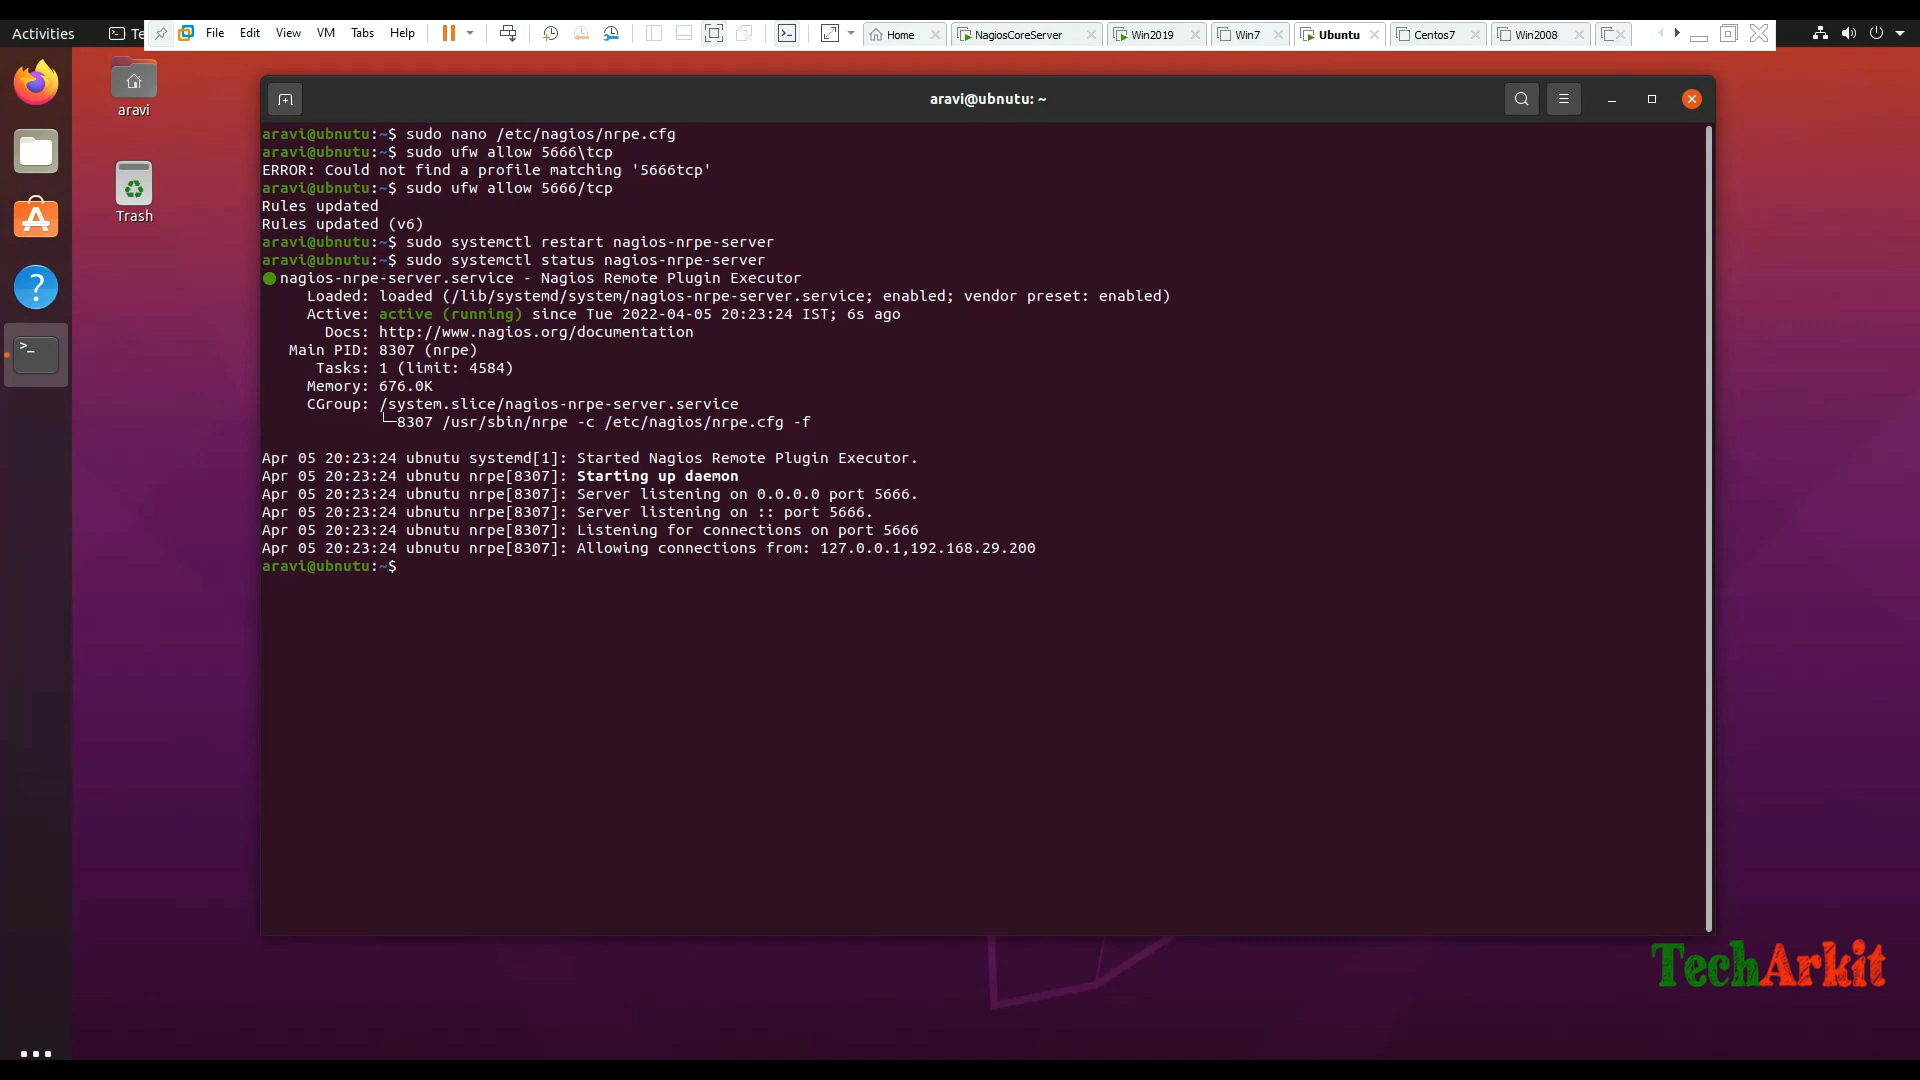 Activities
Te
File Edit View VM Tabs Help
Home NagiosCoreServer Win2019 Win7 Ubuntu Centos7 Win2008
aravi
Trash
aravi@ubnutu: ~
aravi@ubnutu:~$ sudo nano /etc/nagios/nrpe.cfg
aravi@ubnutu:~$ sudo ufw allow 5666\tcp
ERROR: Could not find a profile matching '5666tcp'
aravi@ubnutu:~$ sudo ufw allow 5666/tcp
Rules updated
Rules updated (v6)
aravi@ubnutu:~$ sudo systemctl restart nagios-nrpe-server
aravi@ubnutu:~$ sudo systemctl status nagios-nrpe-server
● nagios-nrpe-server.service - Nagios Remote Plugin Executor
Loaded: loaded (/lib/systemd/system/nagios-nrpe-server.service; enabled; vendor preset: enabled)
Active: active (running) since Tue 2022-04-05 20:23:24 IST; 6s ago
Docs: http://www.nagios.org/documentation
Main PID: 8307 (nrpe)
Tasks: 1 (limit: 4584)
Memory: 676.0K
CGroup: /system.slice/nagios-nrpe-server.service
└─8307 /usr/sbin/nrpe -c /etc/nagios/nrpe.cfg -f
Apr 05 20:23:24 ubnutu systemd[1]: Started Nagios Remote Plugin Executor.
Apr 05 20:23:24 ubnutu nrpe[8307]: Starting up daemon
Apr 05 20:23:24 ubnutu nrpe[8307]: Server listening on 0.0.0.0 port 5666.
Apr 05 20:23:24 ubnutu nrpe[8307]: Server listening on :: port 5666.
Apr 05 20:23:24 ubnutu nrpe[8307]: Listening for connections on port 5666
Apr 05 20:23:24 ubnutu nrpe[8307]: Allowing connections from: 127.0.0.1,192.168.29.200
aravi@ubnutu:~$
TechArkit